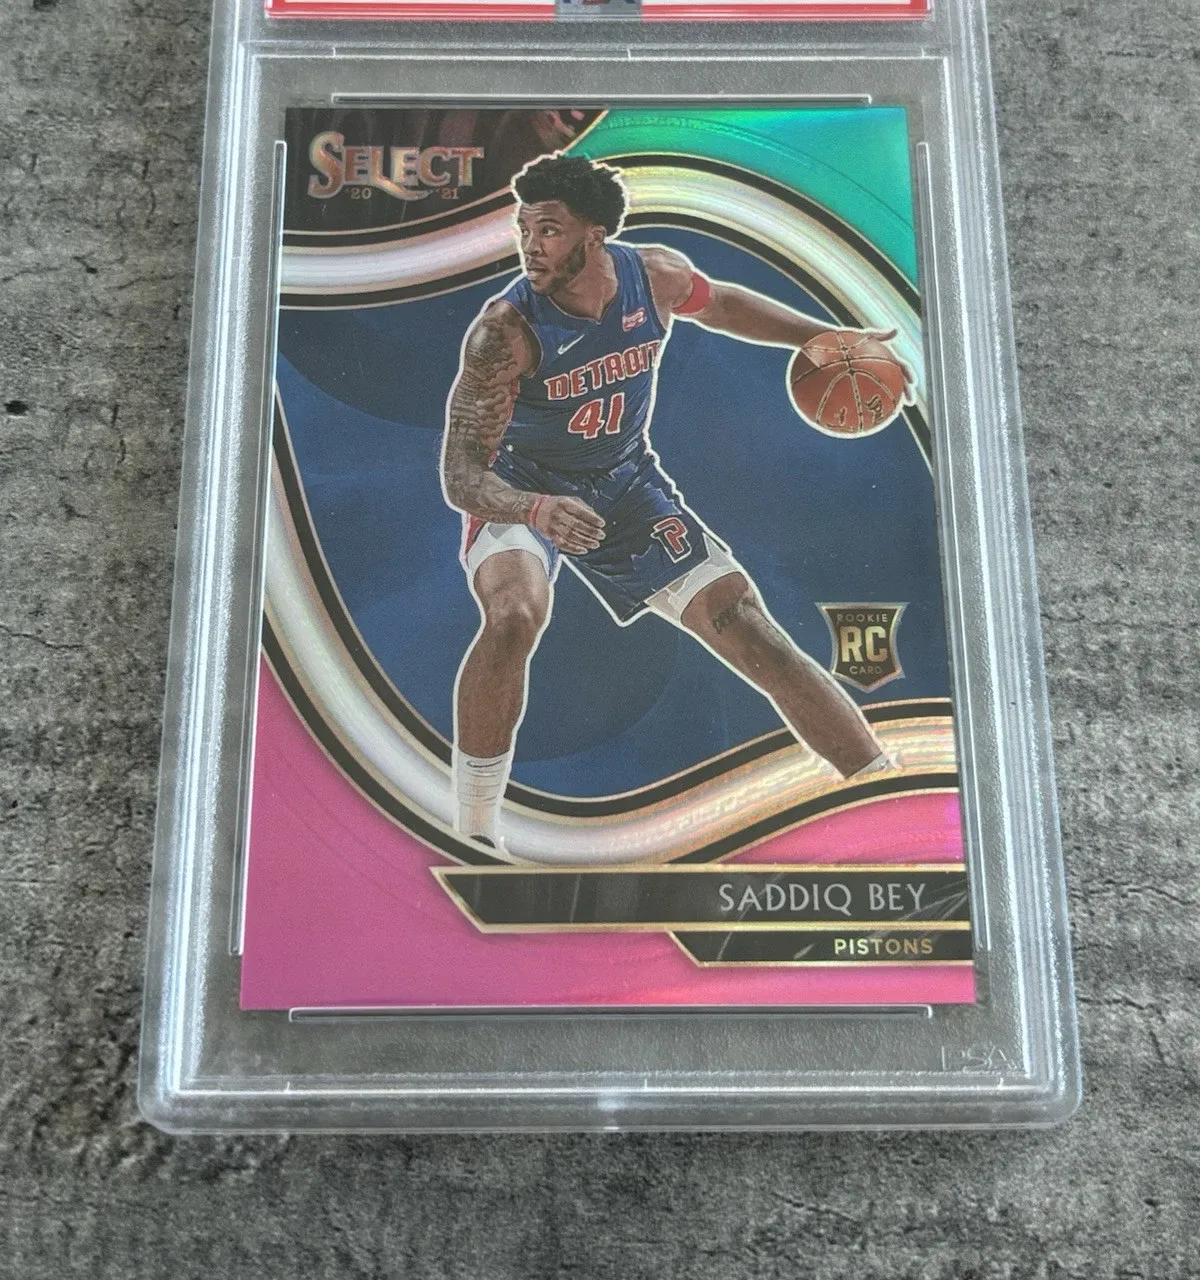 SELECT
'20 '21
DETROIT
41
ROOKIE
RC
CARD
SADDIQ BEY
PISTONS
PSA